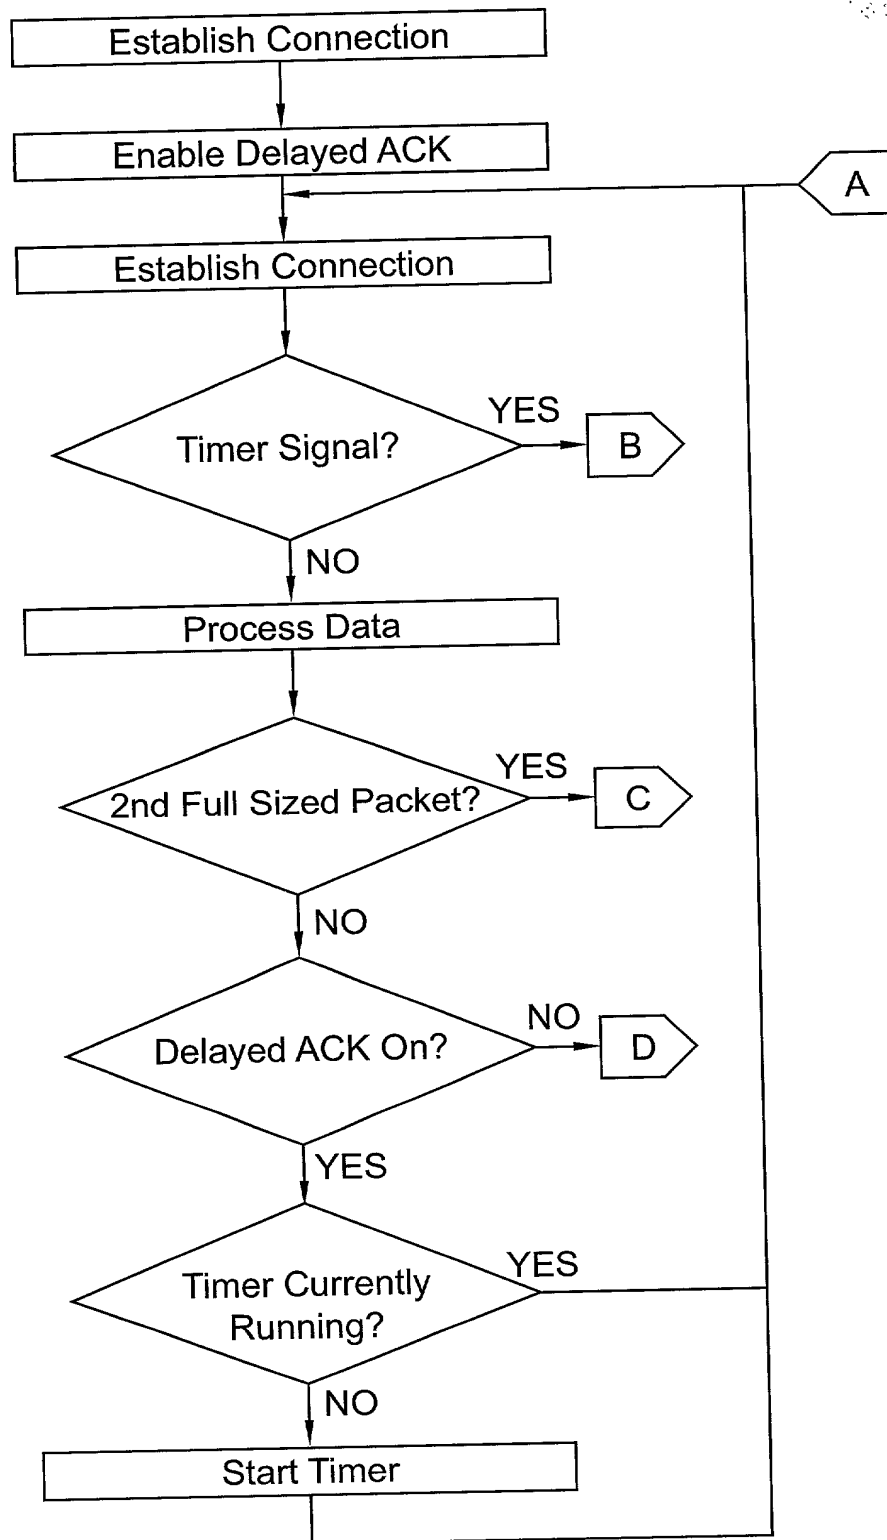 Establish Connection
Enable Delayed ACK
A
Establish Connection
YES
Timer Signal?
B
NO
Process Data
YES
2nd Full Sized Packet?
C
NO
NO
Delayed ACK On?
D
YES
YES
Timer Currently
Running?
NO
Start Timer